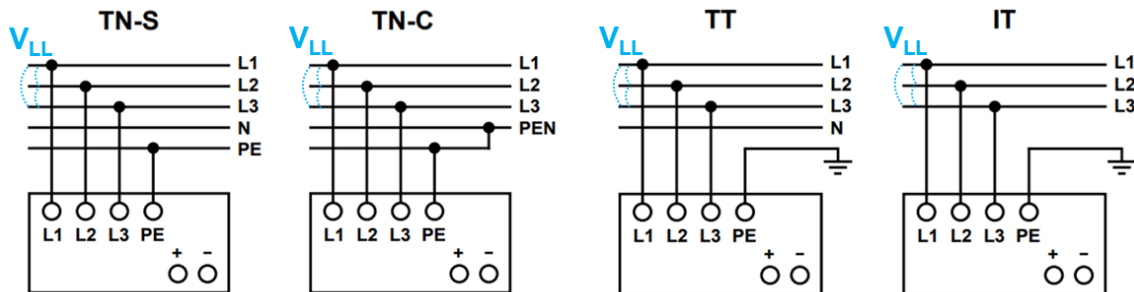 TN-S
TN-C
TT
IT
VLL
L1
L2
L3
N
PE
L1 L2 L3 PE
+ −
VLL
L1
L2
L3
PEN
L1 L2 L3 PE
+ −
VLL
L1
L2
L3
N
L1 L2 L3 PE
+ −
VLL
L1
L2
L3
L1 L2 L3 PE
+ −